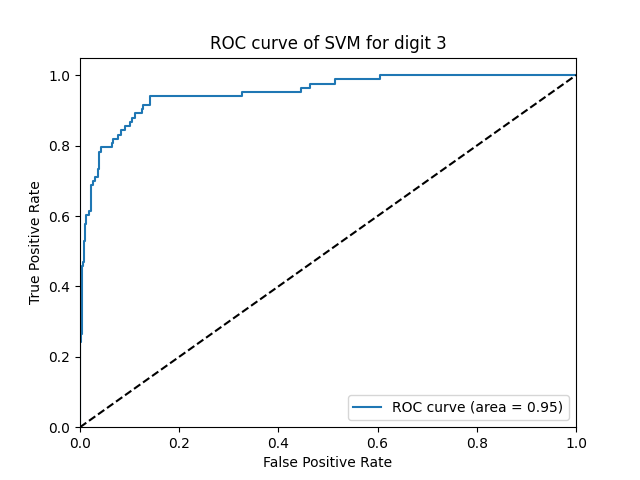 ROC curve of SVM for digit 3
True Positive Rate
1.0
0.8
0.6
0.4
0.2
0.0
ROC curve (area = 0.95)
0.0 0.2 0.4 0.6 0.8 1.0
False Positive Rate